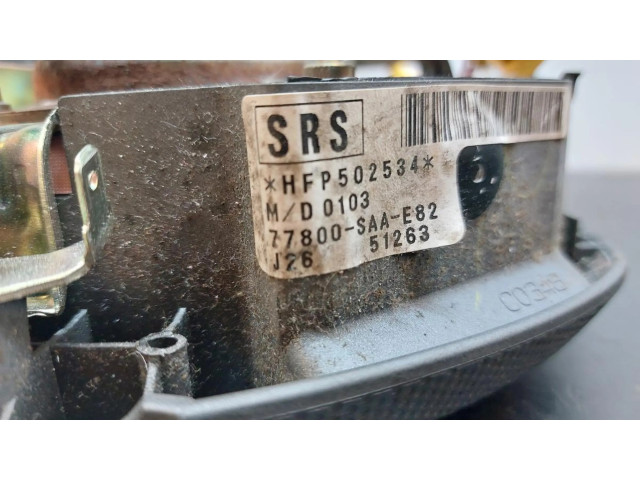 SRS
*HFP502534*
M/D 0103
77800-SAA-E82
J26 51263